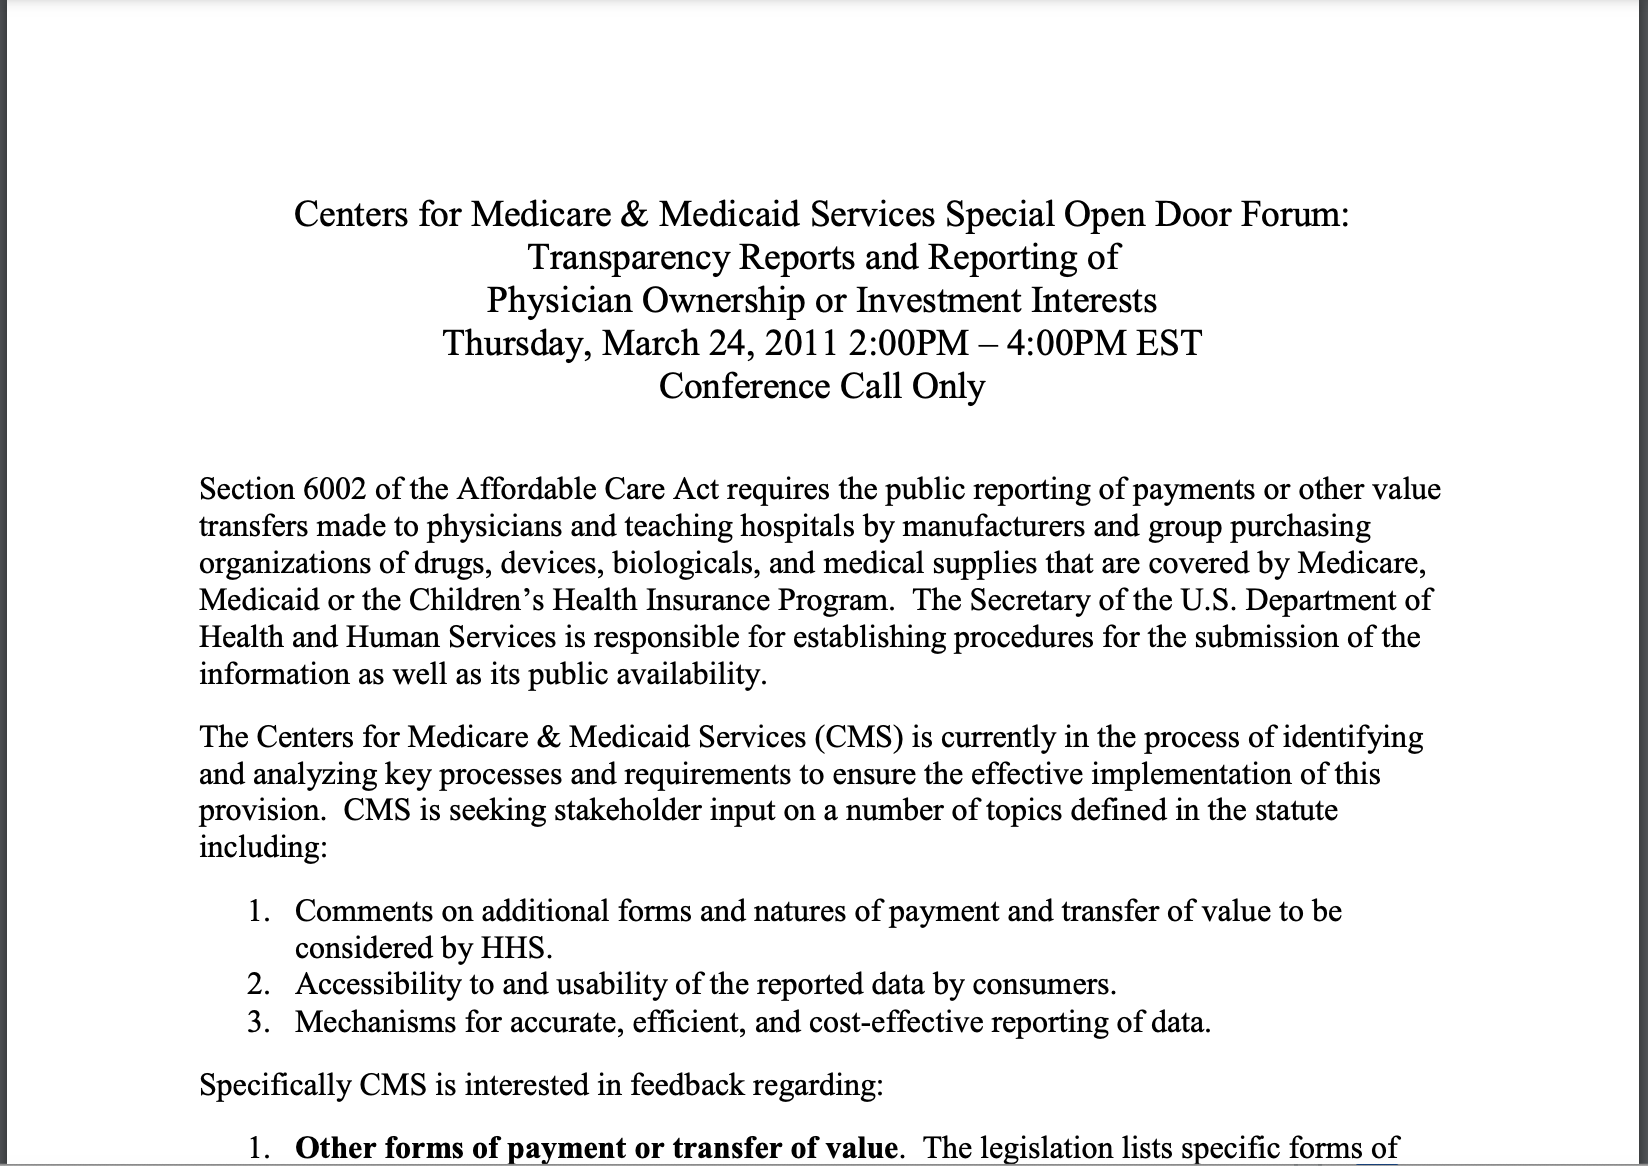 Centers for Medicare & Medicaid Services Special Open Door Forum:
Transparency Reports and Reporting of
Physician Ownership or Investment Interests
Thursday, March 24, 2011 2:00PM – 4:00PM EST
Conference Call Only
Section 6002 of the Affordable Care Act requires the public reporting of payments or other value
transfers made to physicians and teaching hospitals by manufacturers and group purchasing
organizations of drugs, devices, biologicals, and medical supplies that are covered by Medicare,
Medicaid or the Children’s Health Insurance Program.  The Secretary of the U.S. Department of
Health and Human Services is responsible for establishing procedures for the submission of the
information as well as its public availability.
The Centers for Medicare & Medicaid Services (CMS) is currently in the process of identifying
and analyzing key processes and requirements to ensure the effective implementation of this
provision.  CMS is seeking stakeholder input on a number of topics defined in the statute
including:
1. Comments on additional forms and natures of payment and transfer of value to be
considered by HHS.
2. Accessibility to and usability of the reported data by consumers.
3. Mechanisms for accurate, efficient, and cost-effective reporting of data.
Specifically CMS is interested in feedback regarding:
1. Other forms of payment or transfer of value.  The legislation lists specific forms of